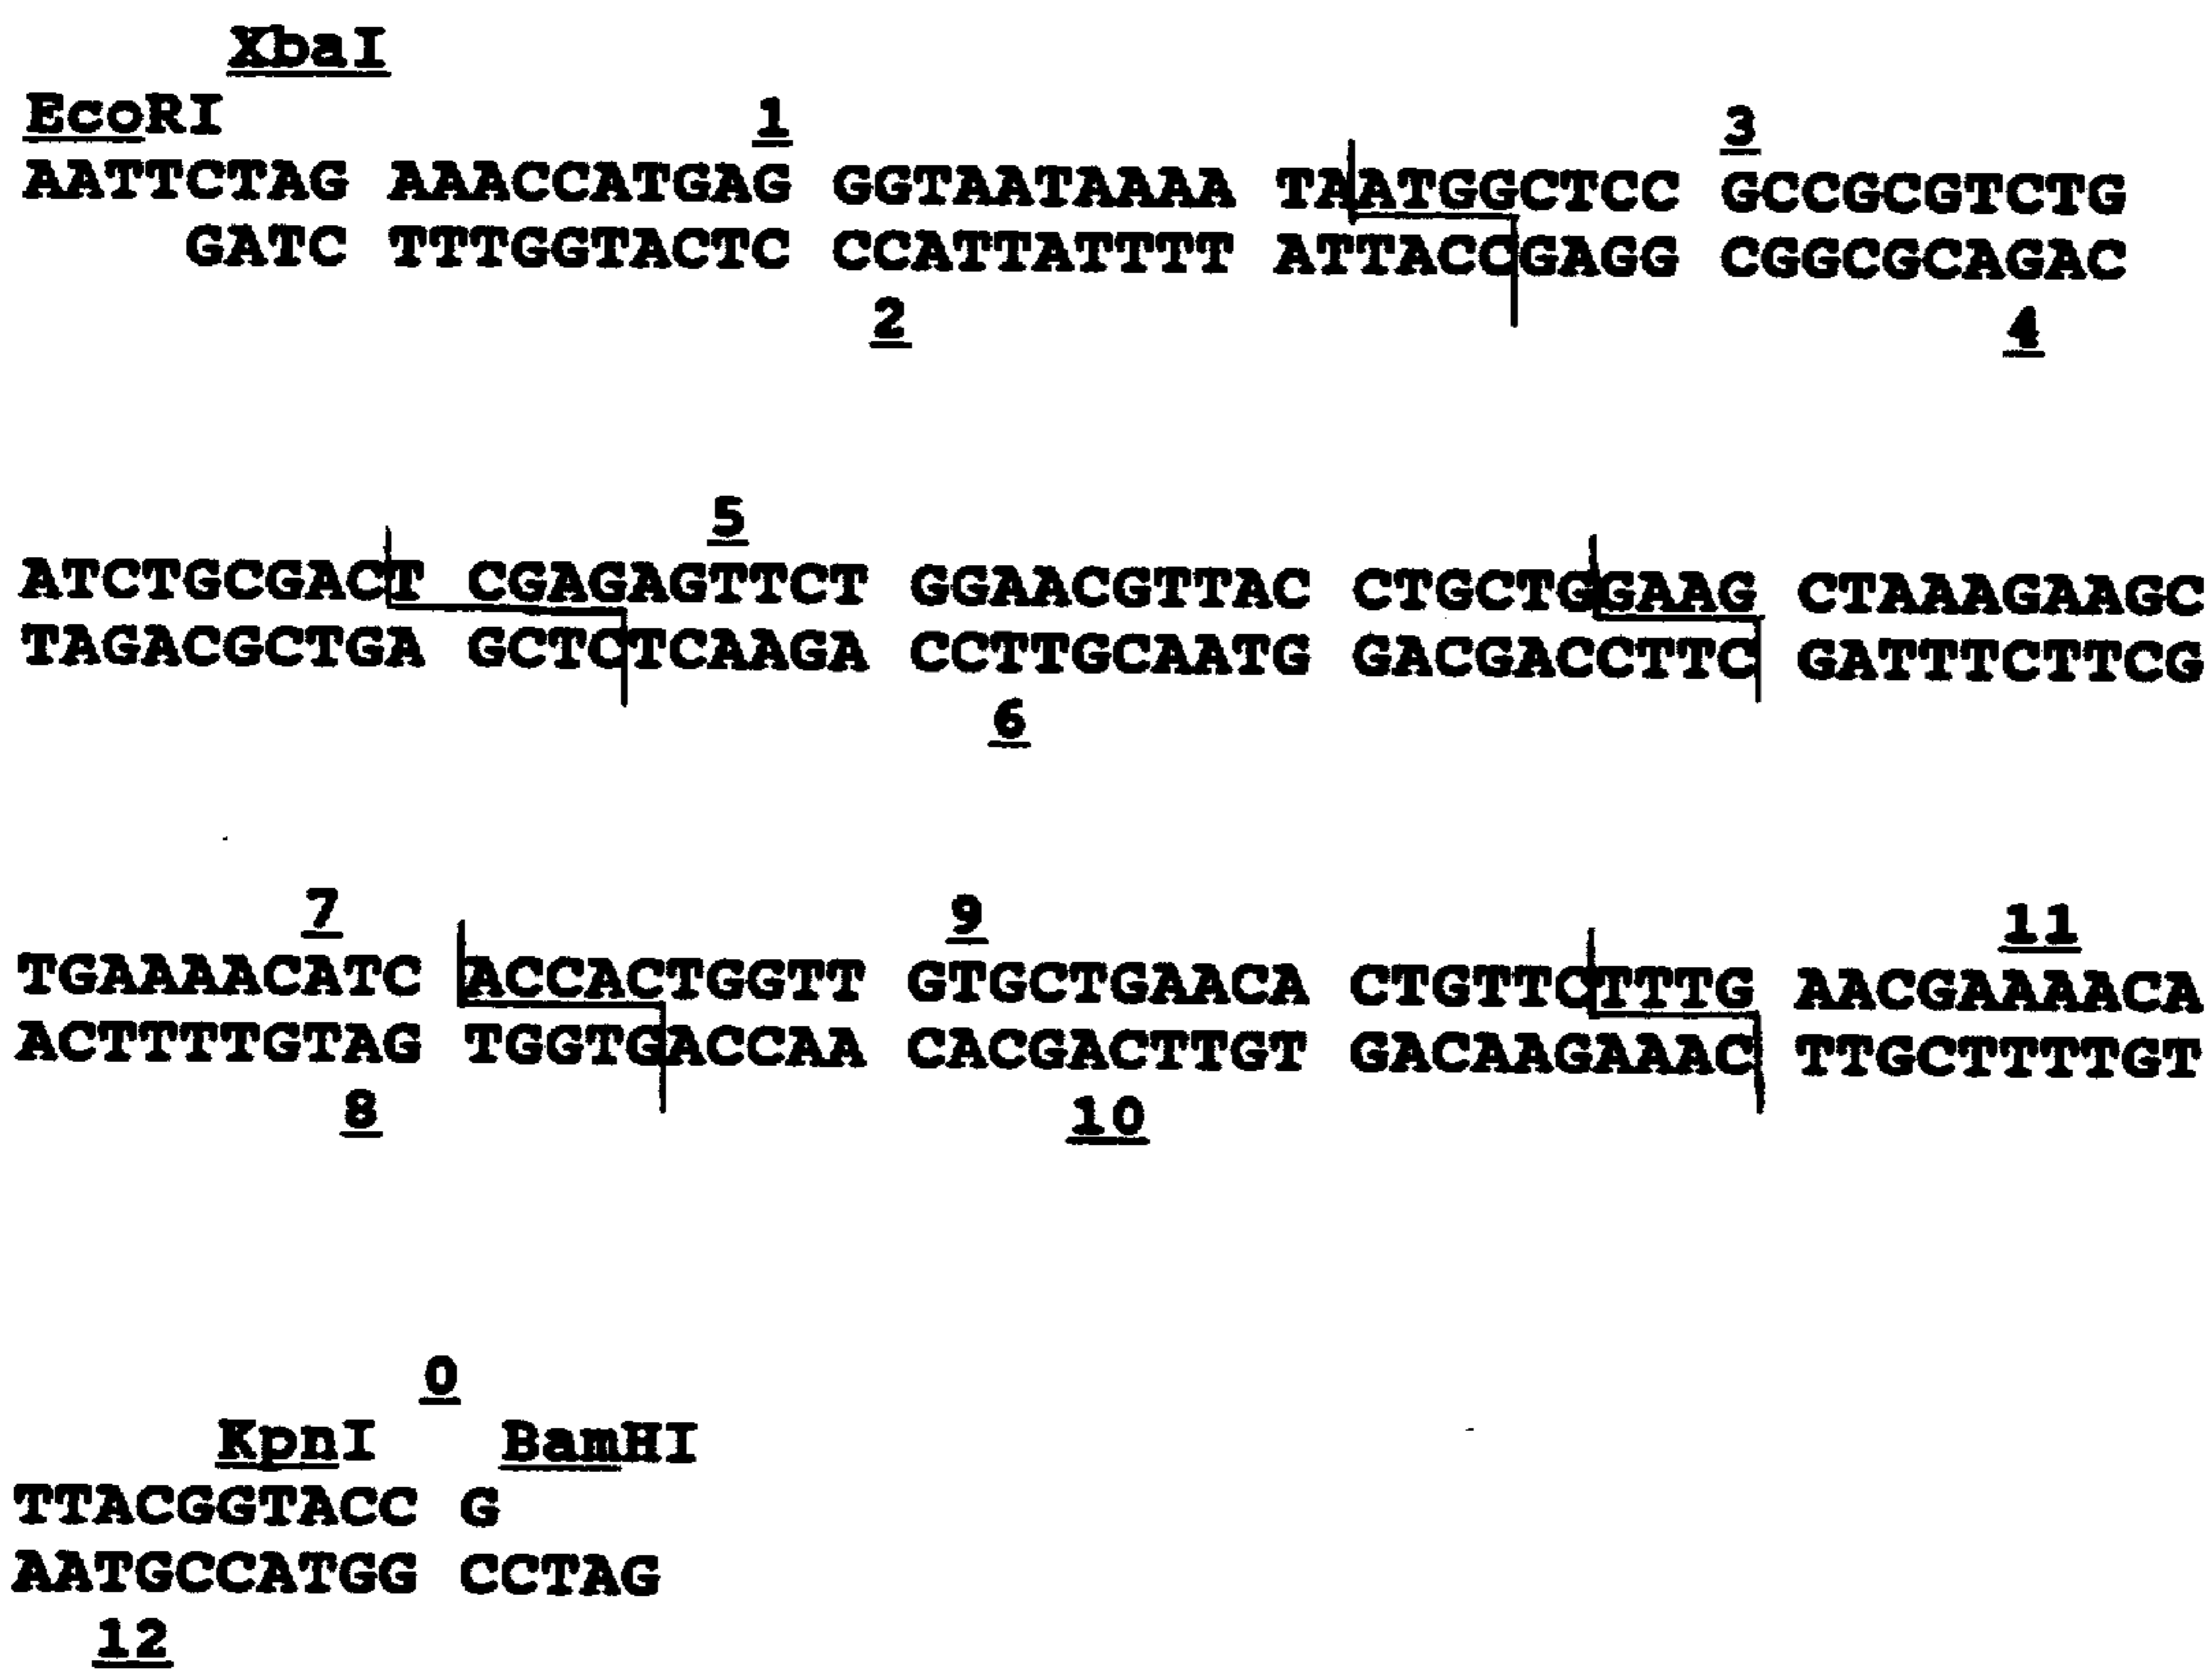 XbaI
EcoRI 1 3
AATTCTAG AAACCATGAG GGTAATAAAA TAATGGCTCC GCCGCGTCTG
GATC TTTGGTACTC CCATTATTTT ATTACCGAGG CGGCGCAGAC
2 4
5
ATCTGCGACT CGAGAGTTCT GGAACGTTAC CTGCTGGAAG CTAAAGAAGC
TAGACGCTGA GCTCTCAAGA CCTTGCAATG GACGACCTTC GATTTCTTCG
6
7 9 11
TGAAAACATC ACCACTGGTT GTGCTGAACA CTGTTCTTTG AACGAAAACA
ACTTTTGTAG TGGTGACCAA CACGACTTGT GACAAGAAAC TTGCTTTTGT
8 10
0
KpnI BamHI
TTACGGTACC G
AATGCCATGG CCTAG
12